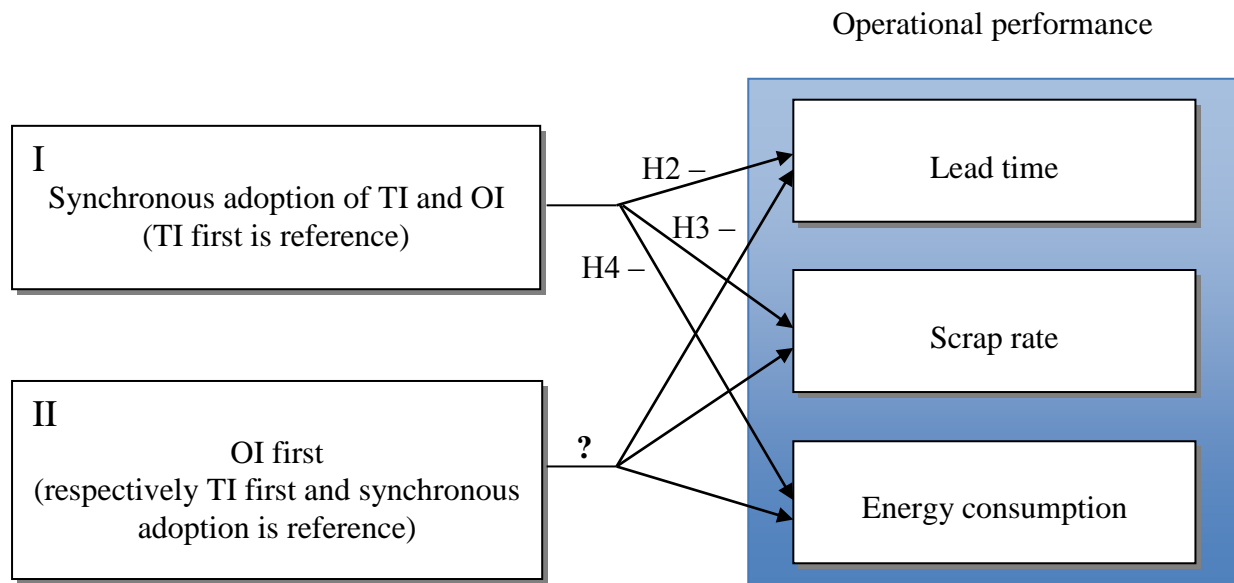 Operational performance
I
Synchronous adoption of TI and OI
(TI first is reference)
H2 –
H3 –
H4 –
Lead time
Scrap rate
II
OI first
(respectively TI first and synchronous
adoption is reference)
?
Energy consumption